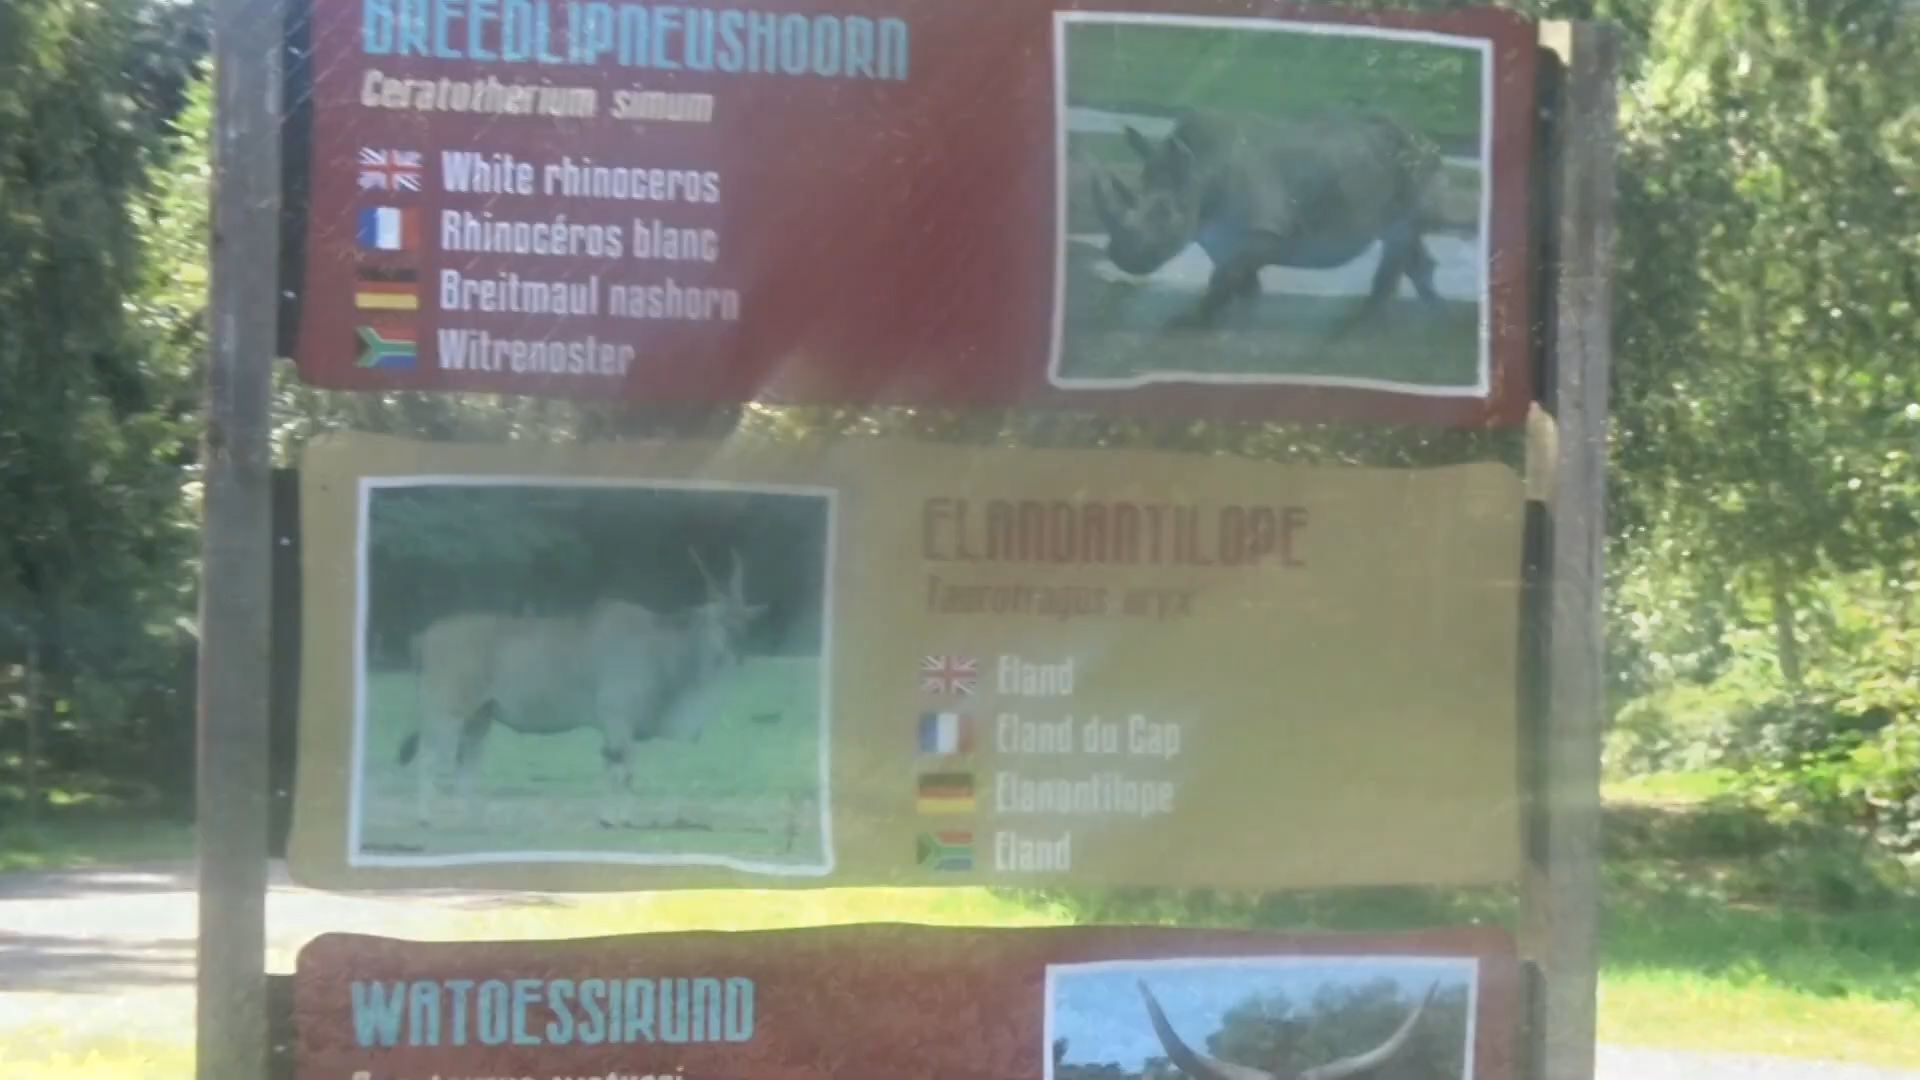 BREEDLIPNEUSHOORN
Ceratotherium simum
White rhinoceros
Rhinocéros blanc
Breitmaul nashorn
Witrenoster
ELANDANTILOPE
Taurotragus oryx
Eland
Eland du Cap
Elanantilope
Eland
WATOESSIRUND